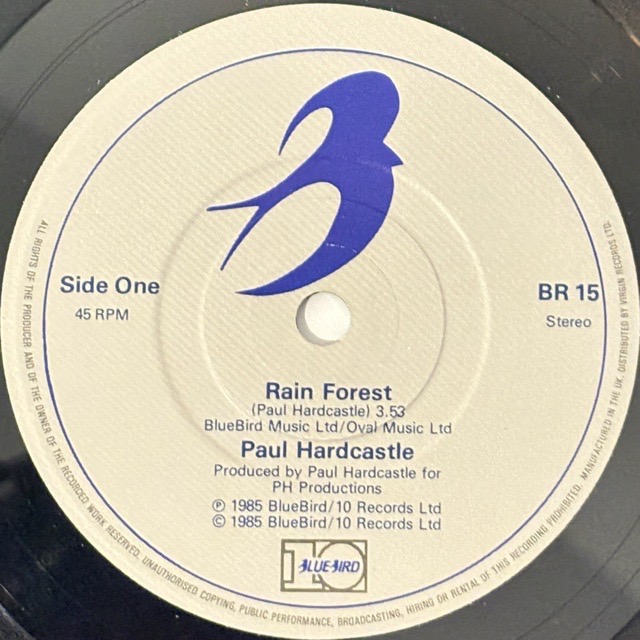 Side One
45 RPM
BR 15
Stereo
Rain Forest
(Paul Hardcastle) 3.53
BlueBird Music Ltd/Oval Music Ltd
Paul Hardcastle
Produced by Paul Hardcastle for
PH Productions
Ⓟ 1985 BlueBird/10 Records Ltd
© 1985 BlueBird/10 Records Ltd
10 BLUEBIRD
ALL RIGHTS OF THE PRODUCER AND OF THE OWNER OF THE RECORDED WORK RESERVED. UNAUTHORISED COPYING, PUBLIC PERFORMANCE, BROADCASTING, HIRING OR RENTAL OF THIS RECORDING PROHIBITED. MANUFACTURED IN THE UK. DISTRIBUTED BY VIRGIN RECORDS LTD.